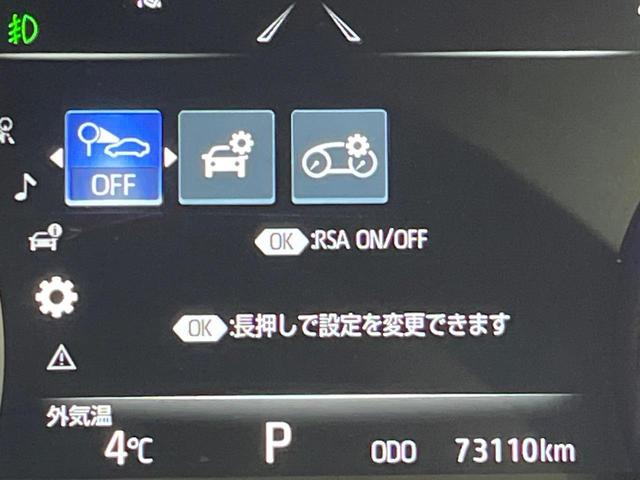 OFF
OK :RSA ON/OFF
OK :長押しで設定を変更できます
外気温
4℃ P ODO 73110km